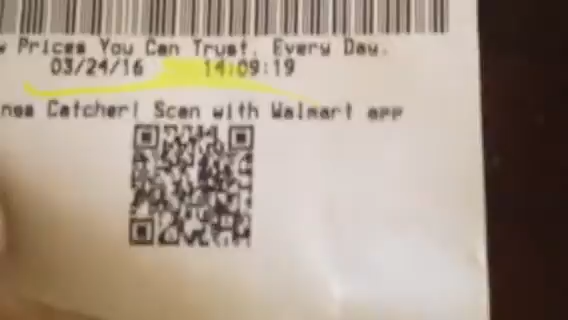 Prices You Can Trust. Every Day.
03/24/16 14:09:19
Catcher! Scan with Walmart app